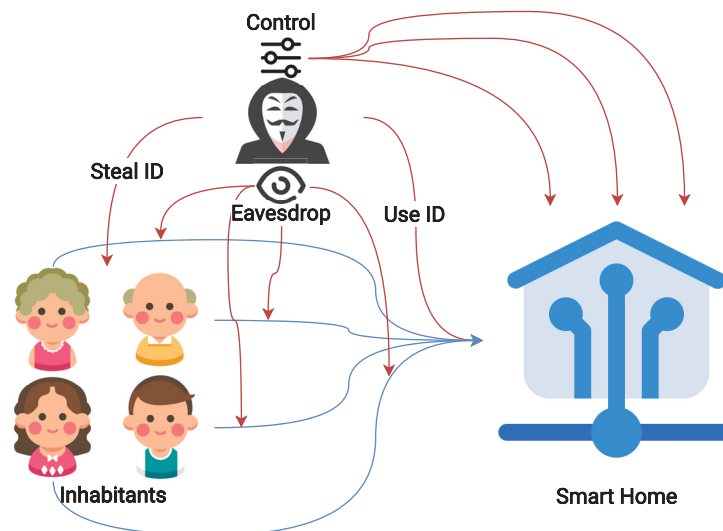 Control
Steal ID
Eavesdrop
Use ID
Inhabitants
Smart Home